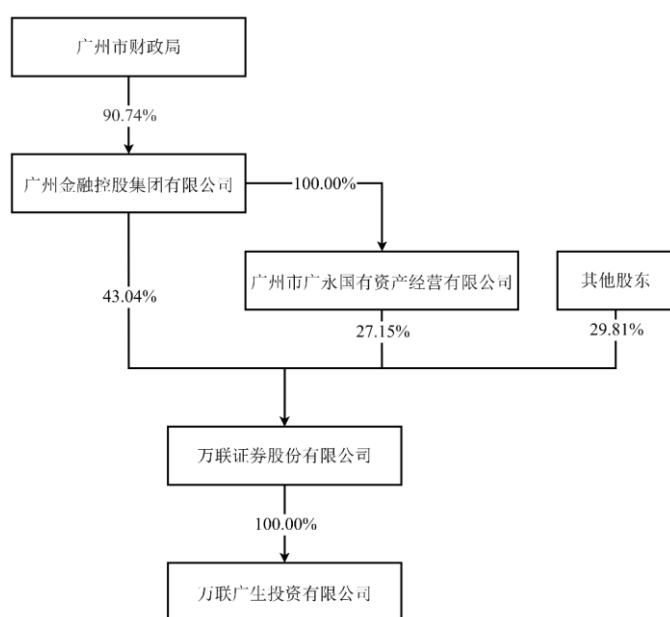 广州市财政局
90.74%
广州金融控股集团有限公司
100.00%
43.04%
广州市广永国有资产经营有限公司
其他股东
27.15%
29.81%
万联证券股份有限公司
100.00%
万联广生投资有限公司